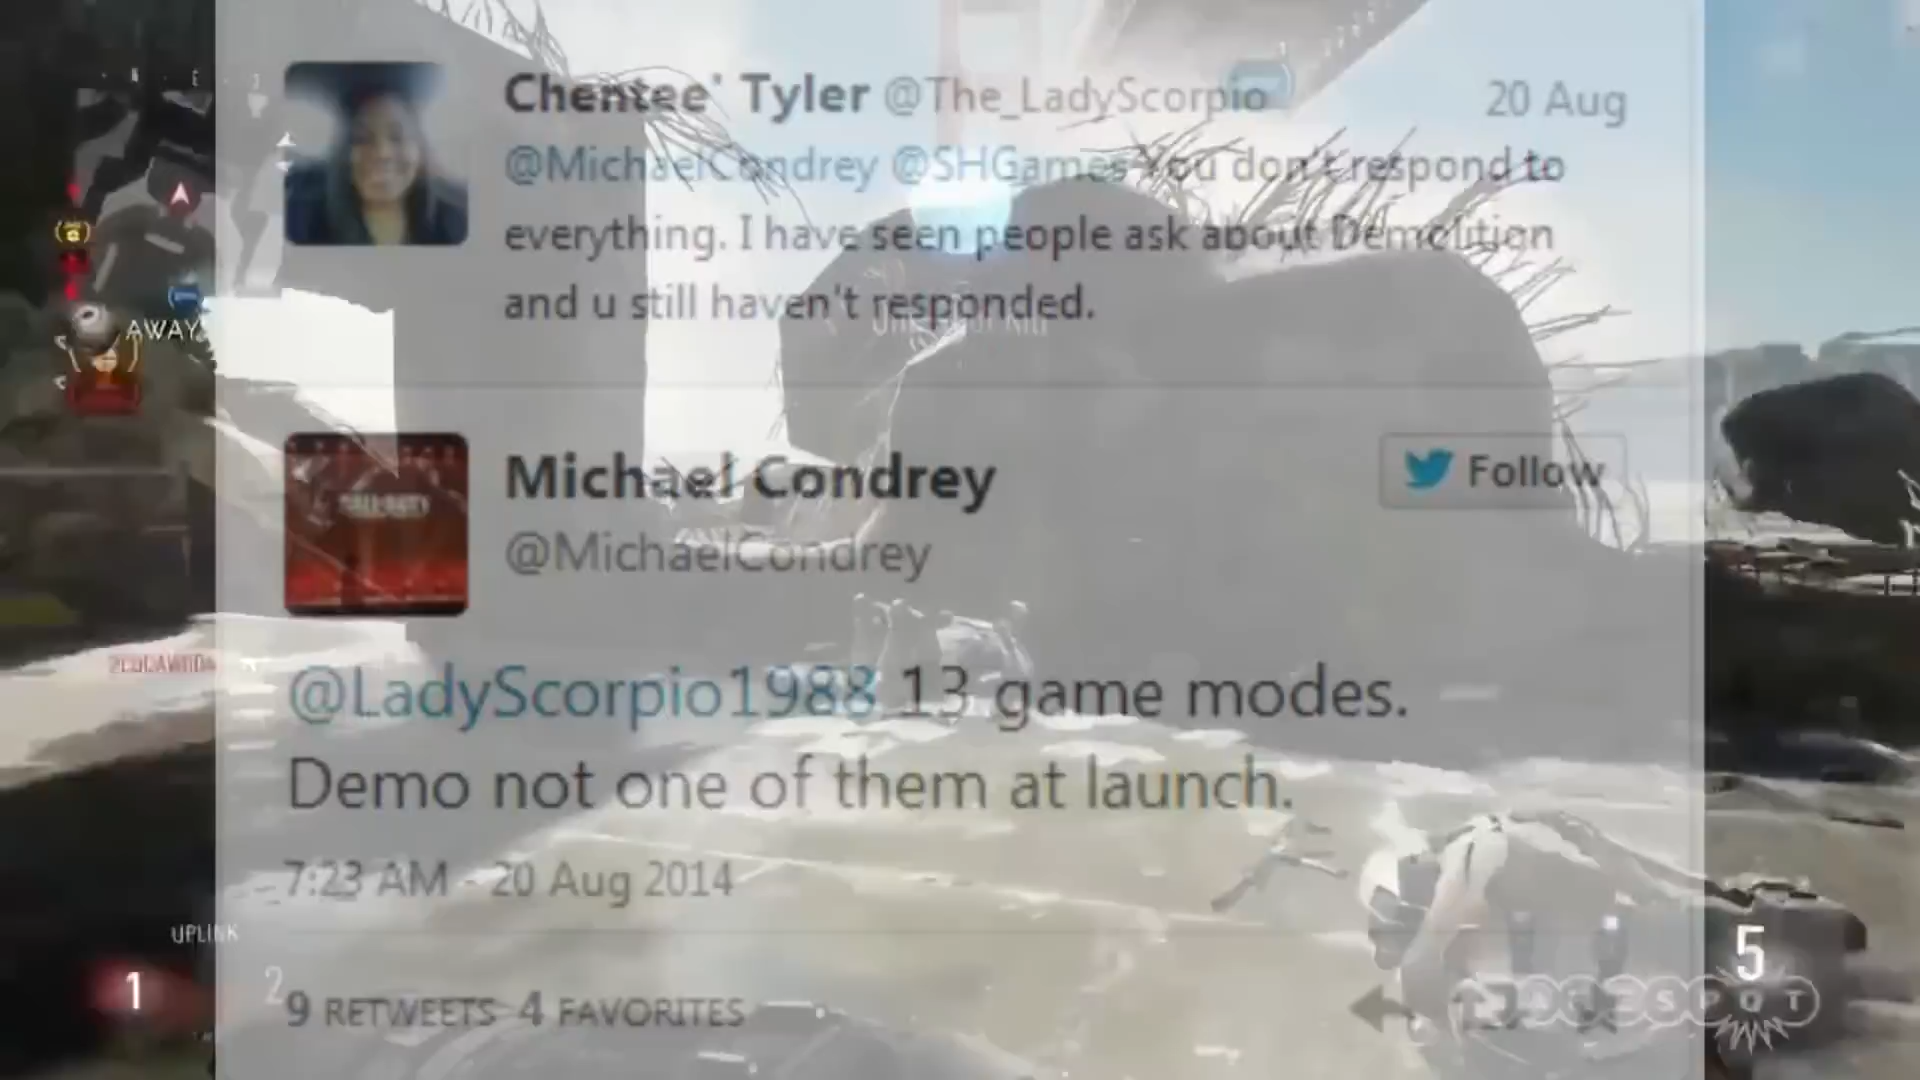 Chentee' Tyler @The_LadyScorpio 20 Aug
@MichaelCondrey @SHGames You don't respond to
everything. I have seen people ask about Demolition
and u still haven't responded.
AWAY
Michael Condrey
Follow
@MichaelCondrey
@LadyScorpio1988 13 game modes.
Demo not one of them at launch.
7:23 AM - 20 Aug 2014
UPLINK
1 2
5
9 RETWEETS 4 FAVORITES
GAMESPOT